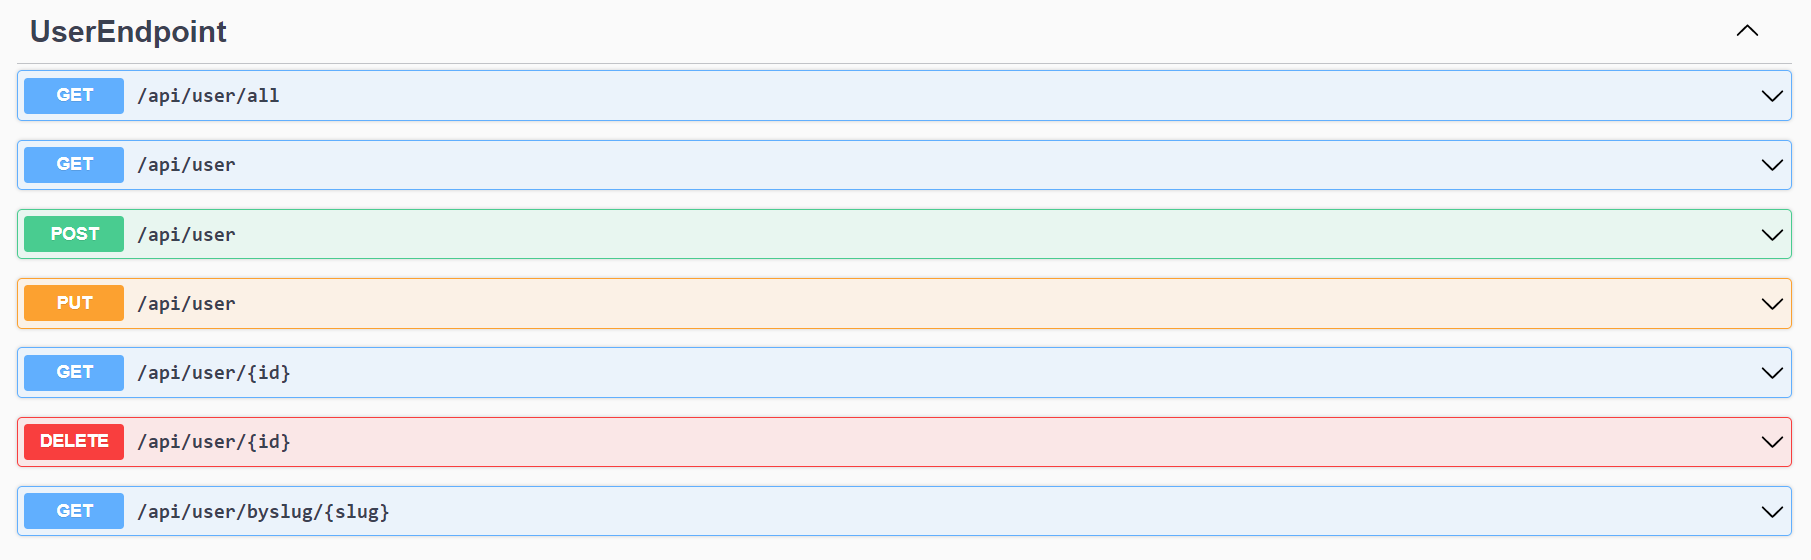 UserEndpoint
GET /api/user/all
GET /api/user
POST /api/user
PUT /api/user
GET /api/user/{id}
DELETE /api/user/{id}
GET /api/user/byslug/{slug}